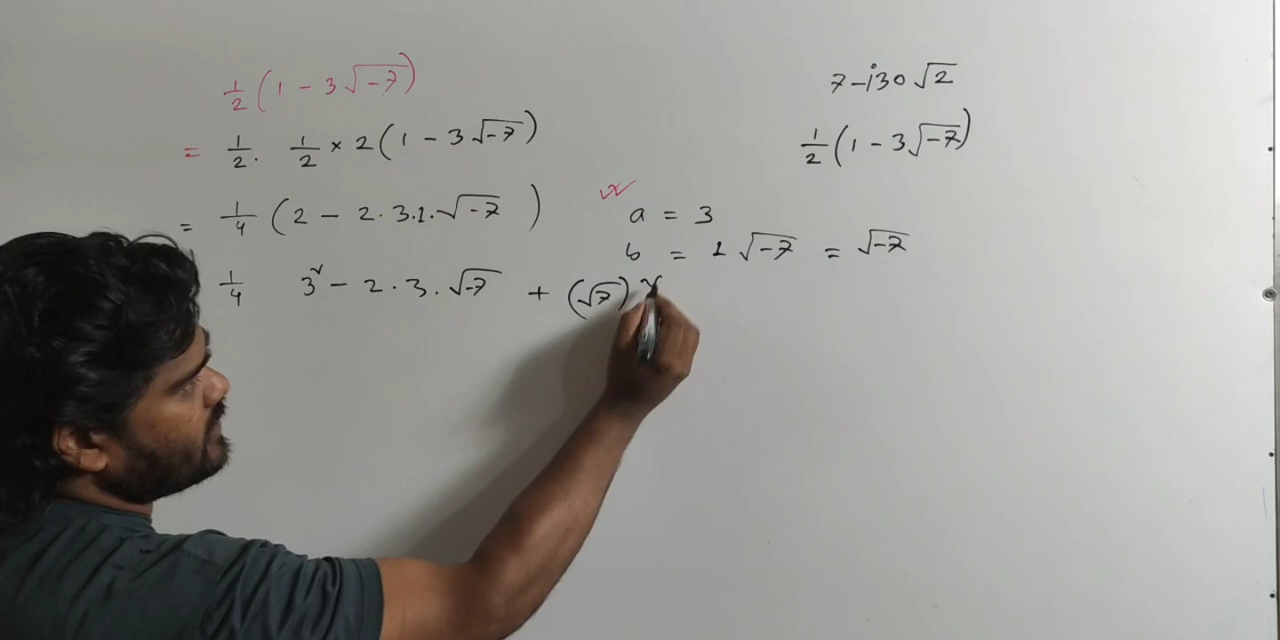 1/2 (1 - 3√-7)
= 1/2 . 1/2 × 2 (1 - 3√-7)
= 1/4 (2 - 2 . 3.1.√-7)
1/4 3² - 2 . 3 . √-7 + (√7)²
7-i30√2
1/2 (1 - 3√-7)
a = 3
b = 1√-7 = √-7